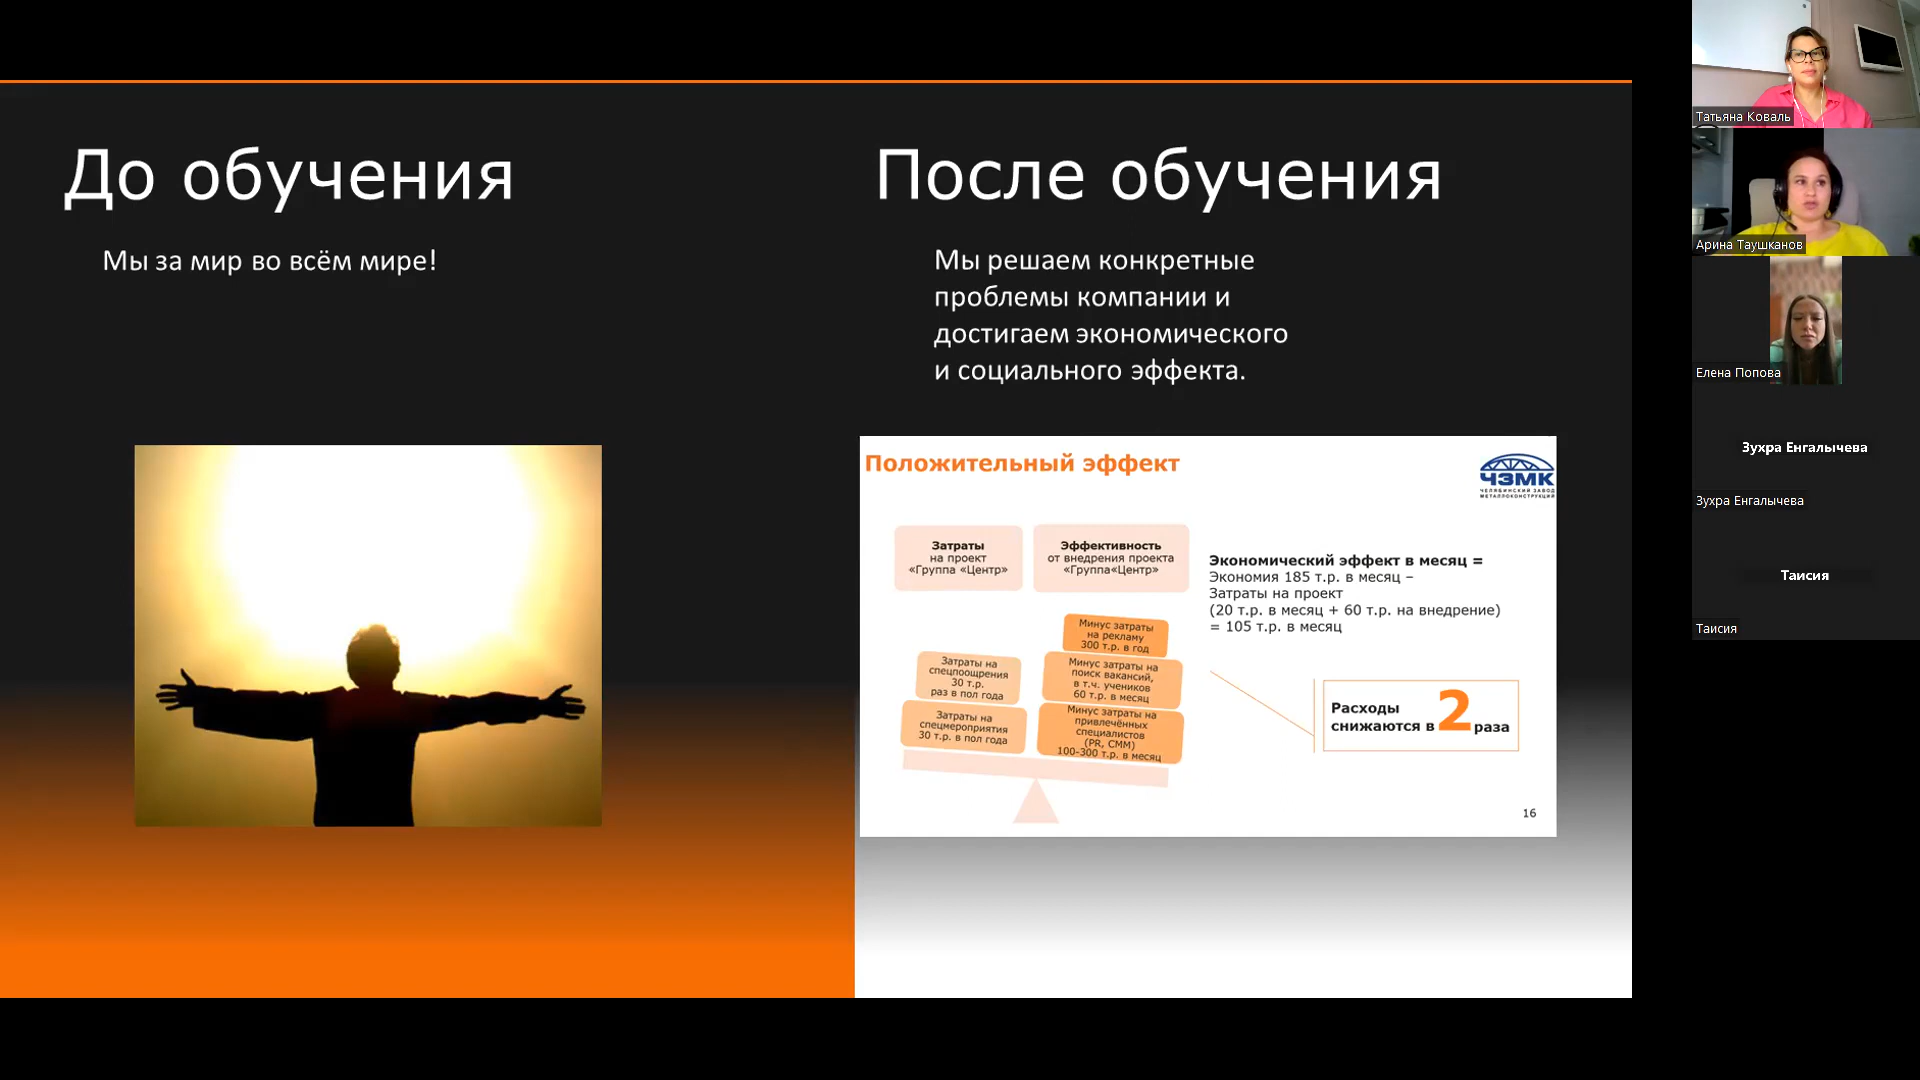 До обучения
Мы за мир во всём мире!
После обучения
Мы решаем конкретные
проблемы компании и
достигаем экономического
и социального эффекта.
Положительный эффект
ЧЗМК
ЧЕЛЯБИНСКИЙ ЗАВОД
МЕТАЛЛОКОНСТРУКЦИЙ
Затраты
на проект
«Группа «Центр»
Эффективность
от внедрения проекта
«Группа«Центр»
Затраты на
спецпоощрения
30 т.р.
раз в пол года
Затраты на
спецмероприятия
30 т.р. в пол года
Минус затраты
на рекламу
300 т.р. в год
Минус затраты на
поиск вакансий,
в т.ч. учеников
60 т.р. в месяц
Минус затраты на
привлечённых
специалистов
(PR, СММ)
100-300 т.р. в месяц
Экономический эффект в месяц =
Экономия 185 т.р. в месяц –
Затраты на проект
(20 т.р. в месяц + 60 т.р. на внедрение)
= 105 т.р. в месяц
Расходы
снижаются в 2 раза
16
Татьяна Коваль
Арина Таушканов
Елена Попова
Зухра Енгалычева
Зухра Енгалычева
Таисия
Таисия